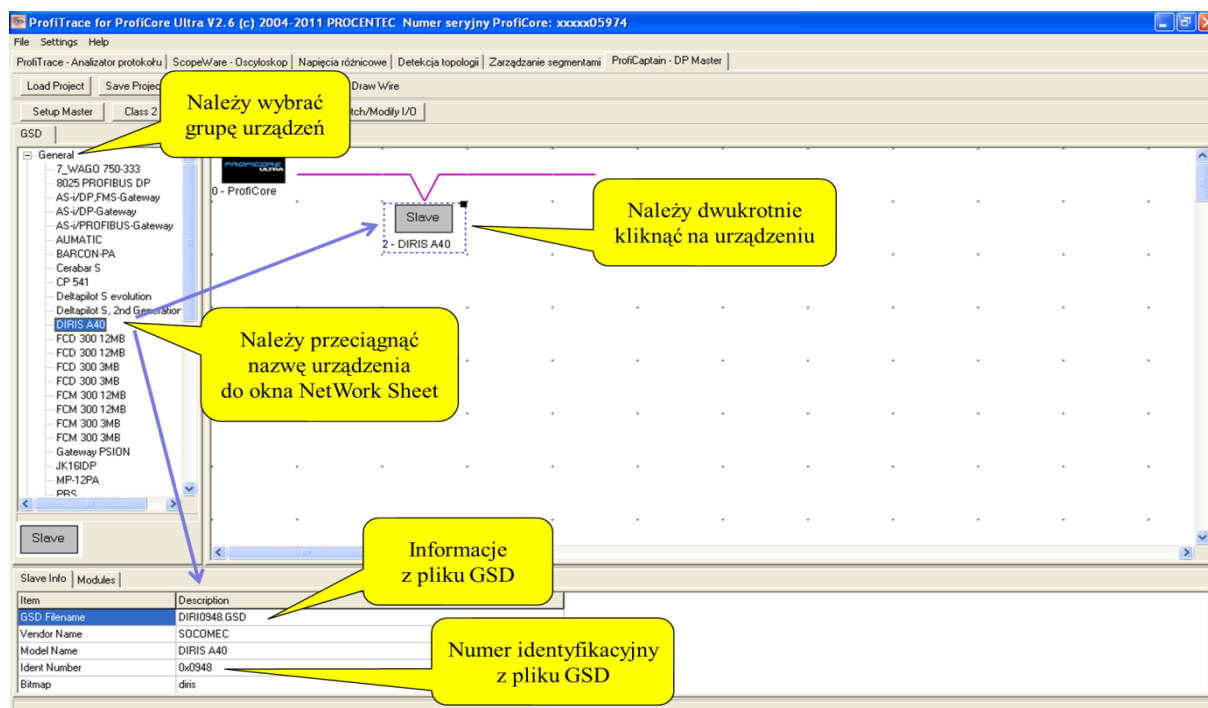 ProfiTrace for ProfiCore Ultra V2.6 (c) 2004-2011 PROCENTEC Numer seryjny ProfiCore: xxxxx05974
File Settings Help
ProfiTrace - Analizator protokołu ScopeWare - Oscyloskop Napięcia różnicowe Detekcja topologii Zarządzanie segmentami ProfiCaptain - DP Master
Load Project Save Projec Draw Wire
Setup Master Class 2 tch/Modify I/O
Należy wybrać
grupę urządzeń
GSD
General
7_WAGO 750-333
8025 PROFIBUS DP
AS-i/DP,FMS-Gateway
AS-i/DP-Gateway
AS-i/PROFIBUS-Gateway
AUMATIC
BARCON-PA
Cerabar S
CP 541
Deltapilot S evolution
Deltapilot S, 2nd Generation
DIRIS A40
FCD 300 12MB
FCD 300 12MB
FCD 300 3MB
FCD 300 3MB
FCM 300 12MB
FCM 300 12MB
FCM 300 3MB
FCM 300 3MB
Gateway PSION
JK16IDP
MP-12PA
PBS
PROFICORE
ULTRA
0 - ProfiCore
Slave
2 - DIRIS A40
Należy dwukrotnie
kliknąć na urządzeniu
Należy przeciągnąć
nazwę urządzenia
do okna NetWork Sheet
Slave
Informacje
z pliku GSD
Slave Info Modules
Item Description
GSD Filename DIRI0948.GSD
Vendor Name SOCOMEC
Model Name DIRIS A40
Ident Number 0x0948
Bitmap diris
Numer identyfikacyjny
z pliku GSD